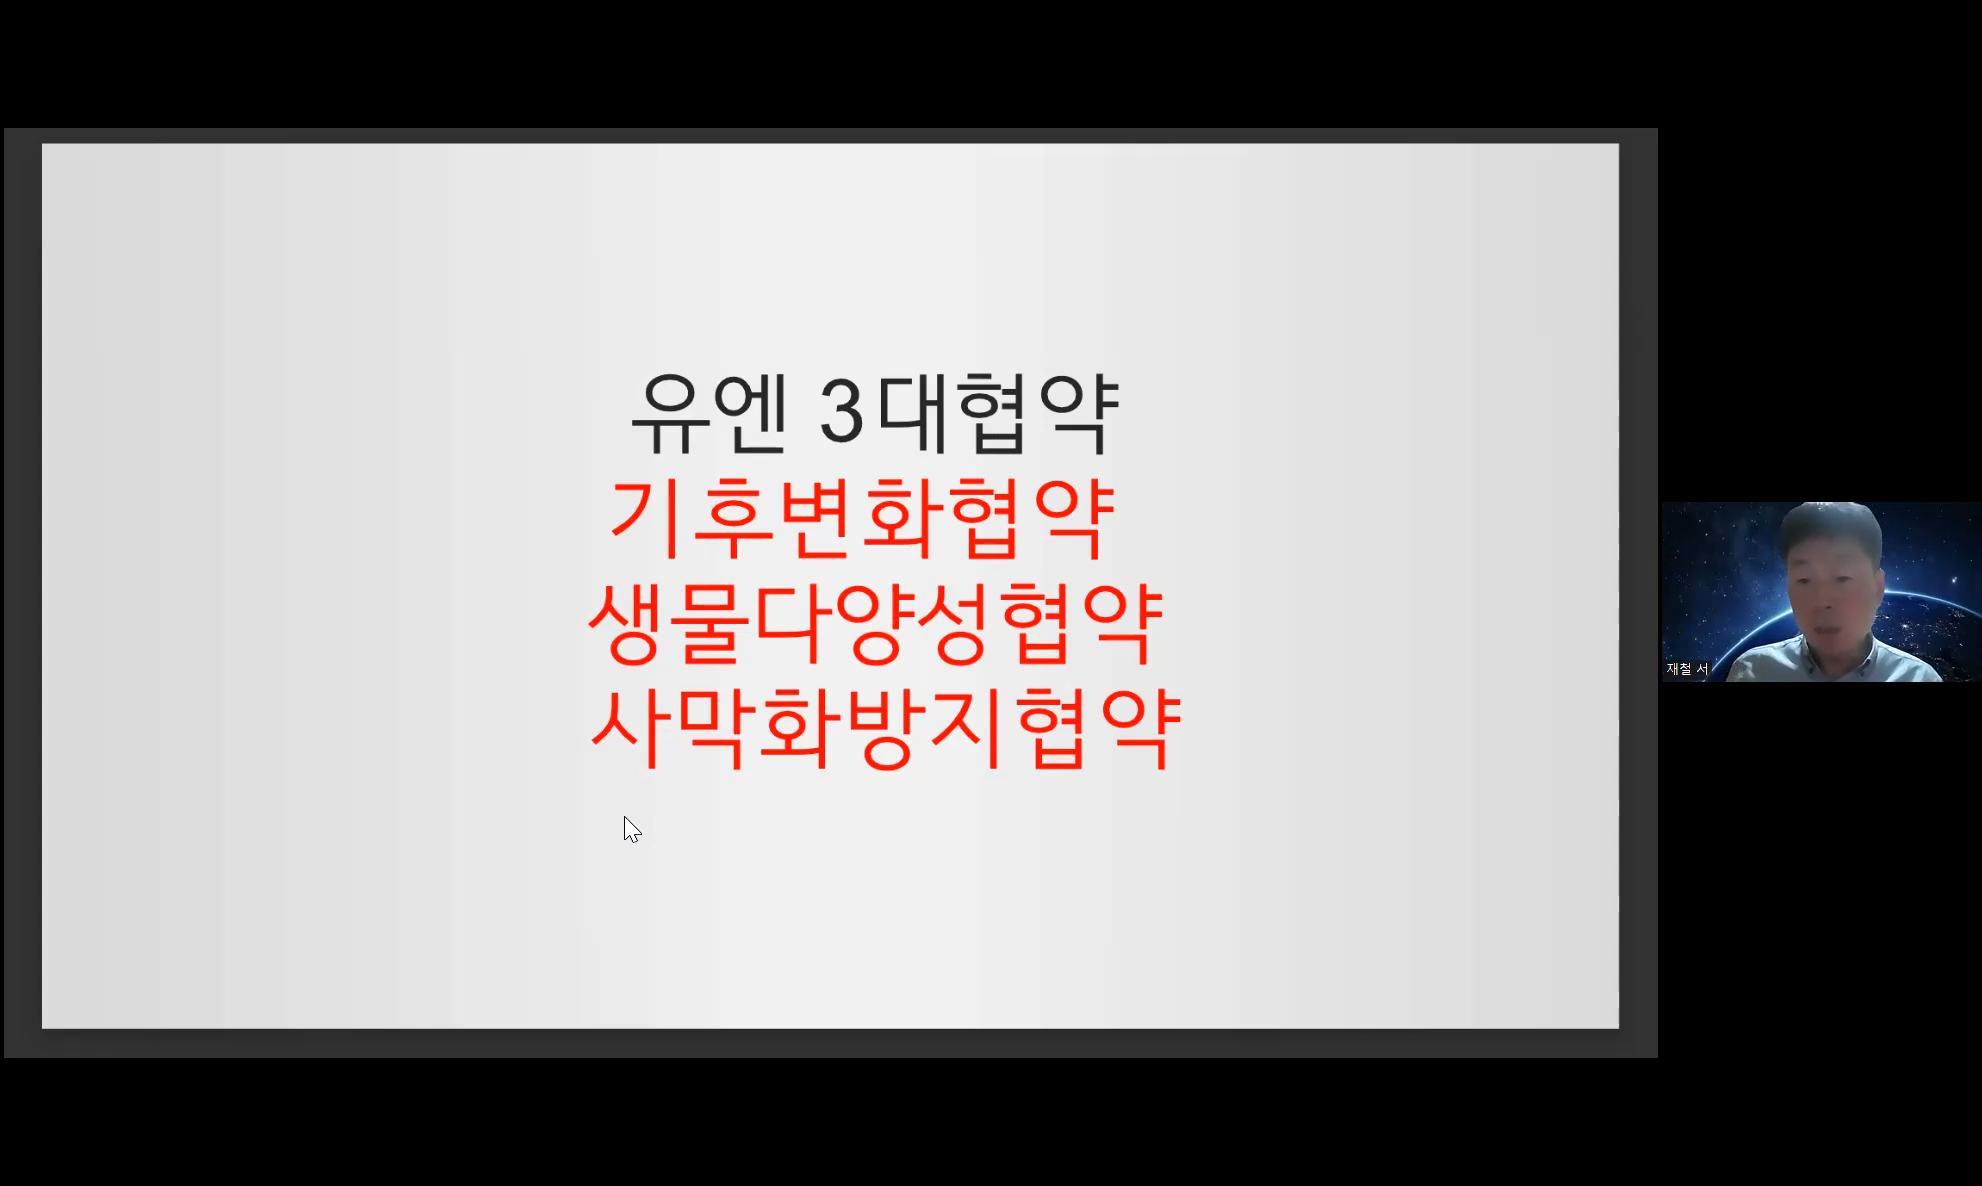 유엔 3대협약
기후변화협약
생물다양성협약
사막화방지협약
재철 서